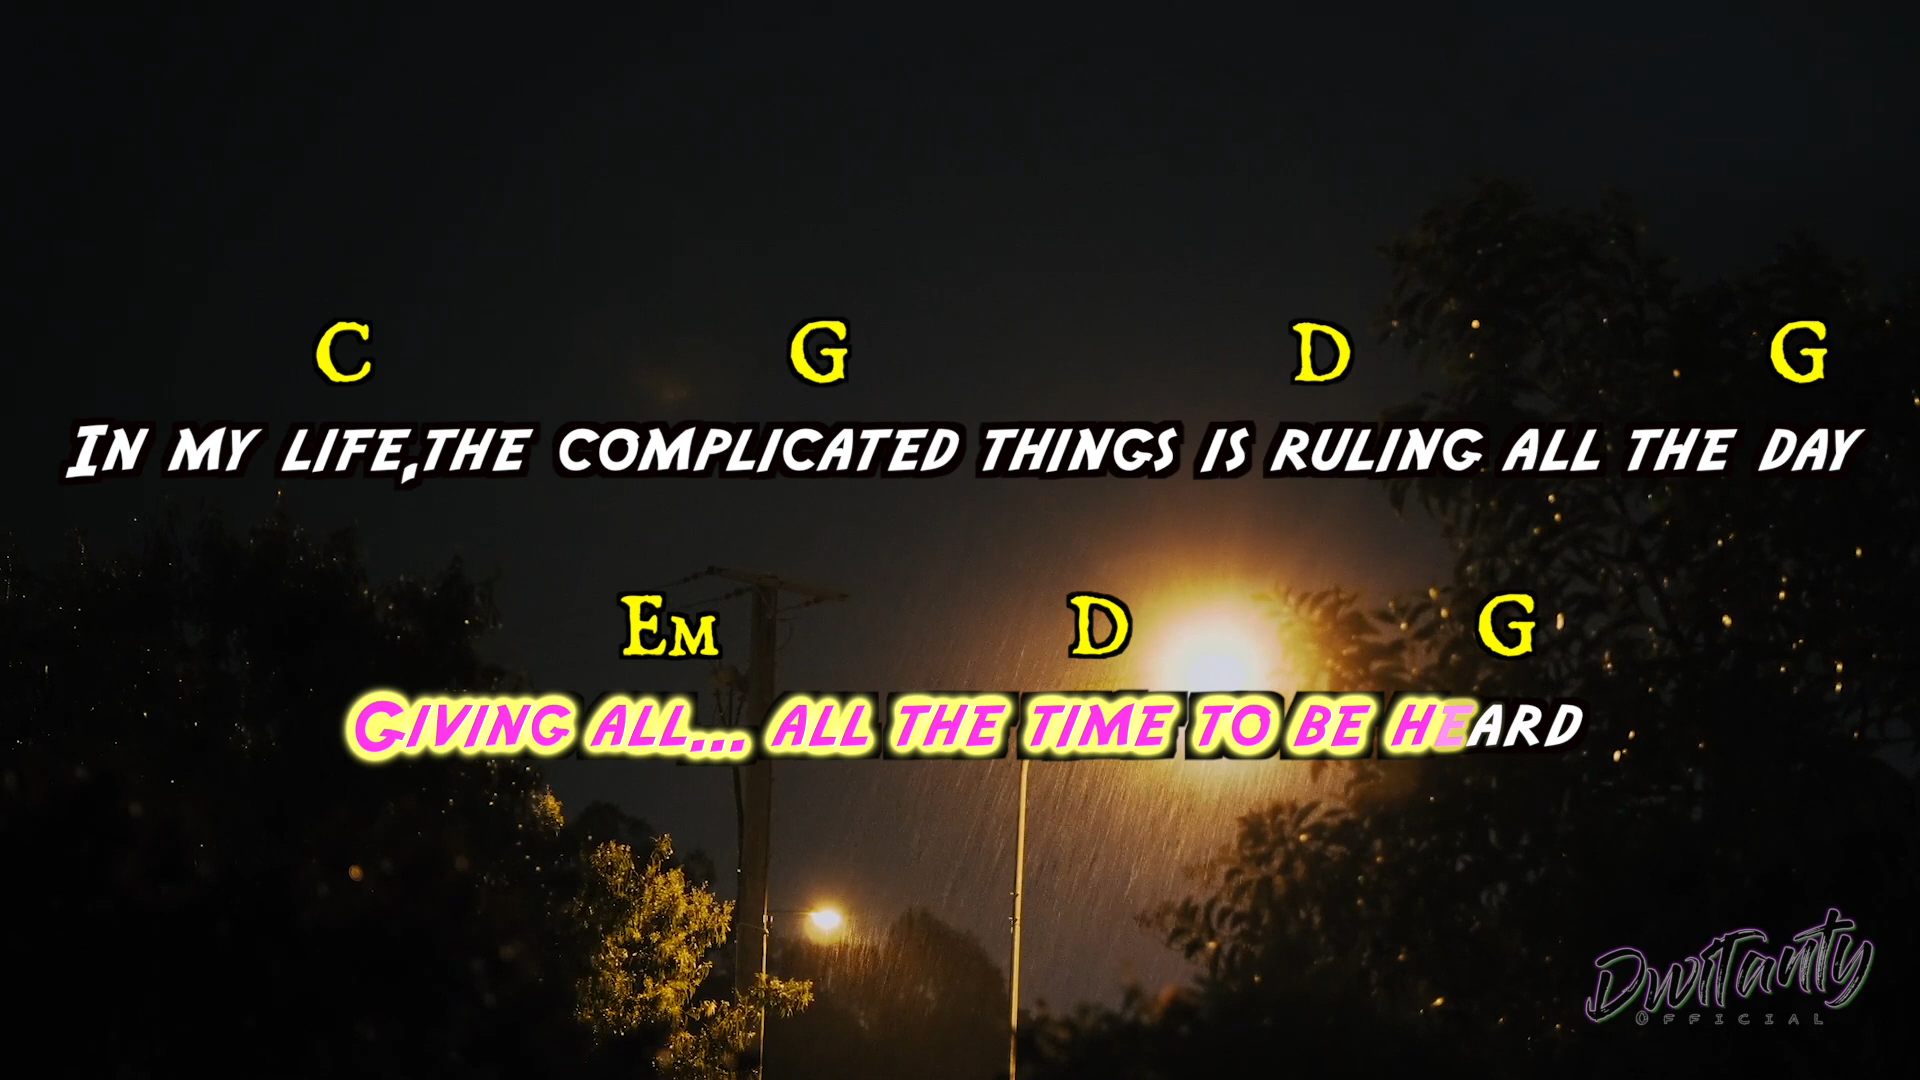 C G D G
In my life,the complicated things is ruling all the day
Em D G
Giving all... all the time to be heard
DwiTanty
Official